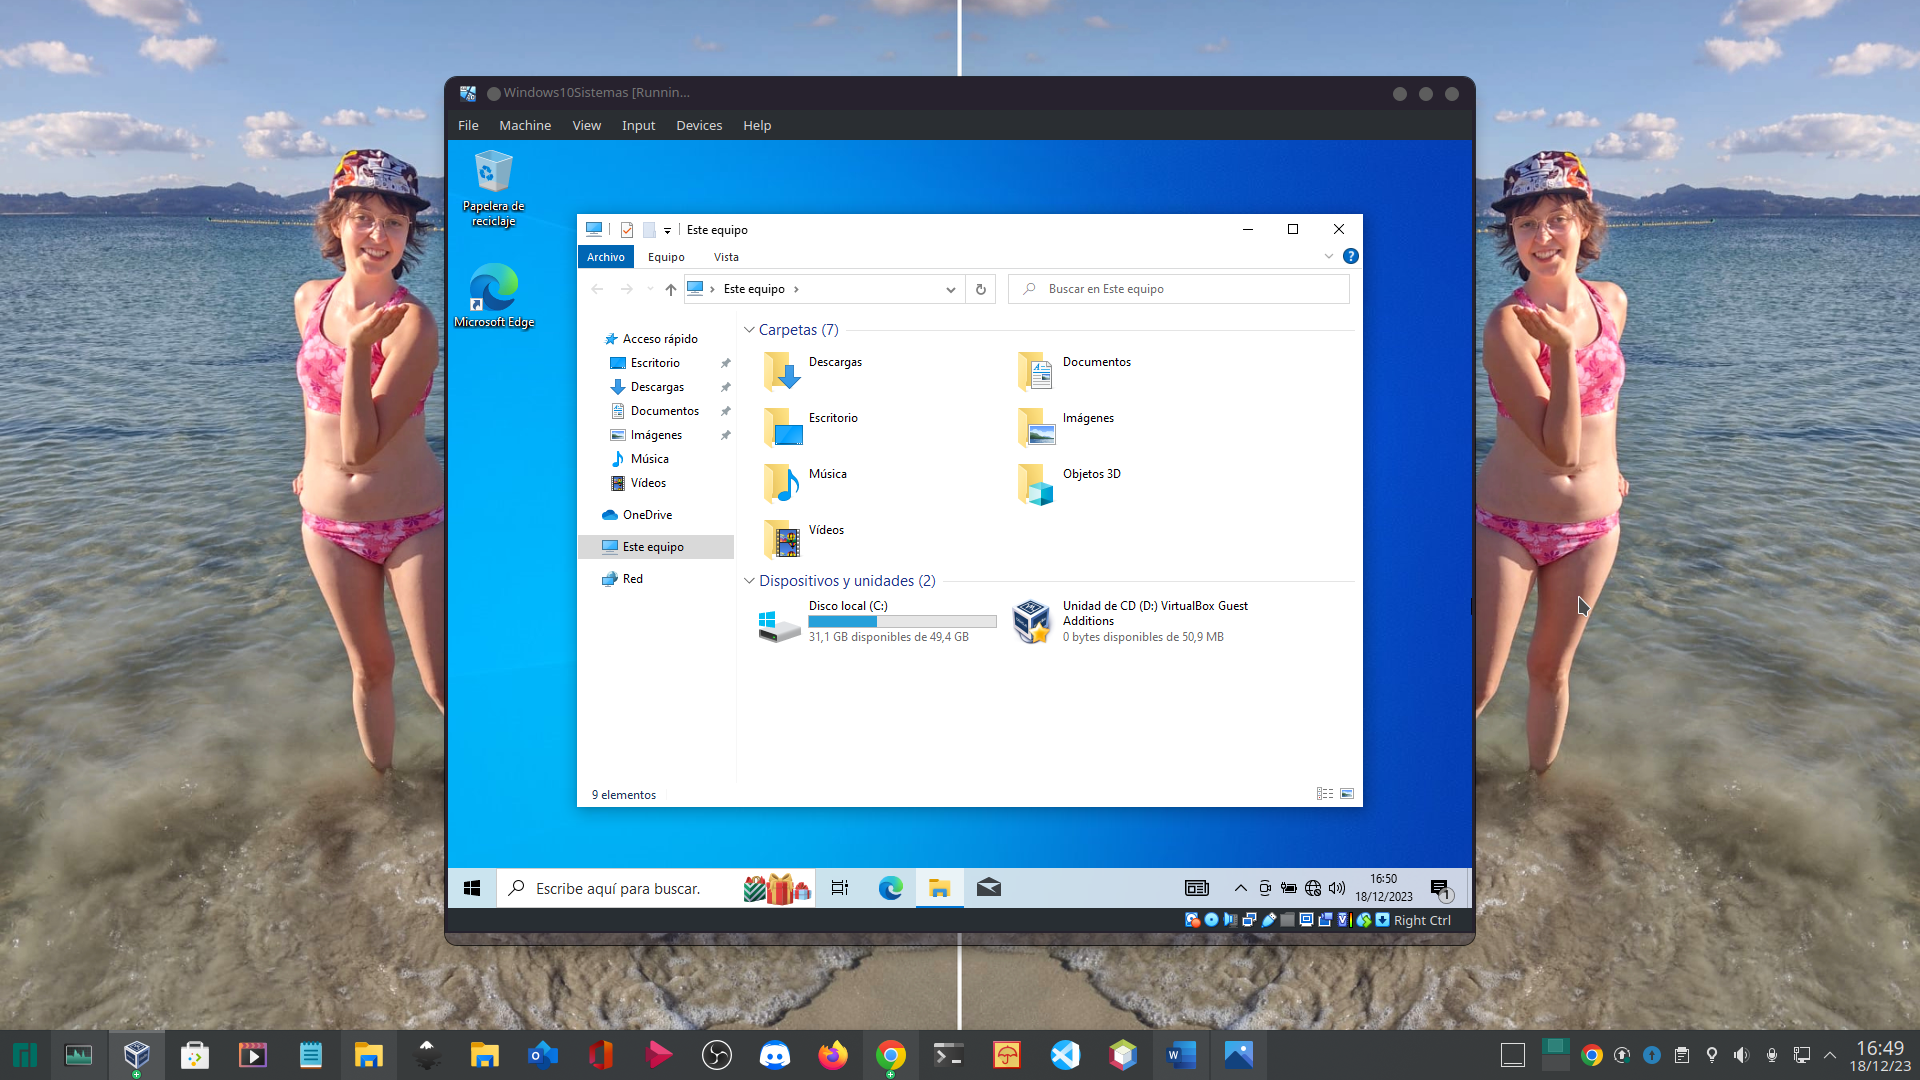 Windows10Sistemas [Runnin...
File Machine View Input Devices Help
Papelera de
reciclaje
Microsoft Edge
Este equipo
Archivo Equipo Vista
Este equipo
Buscar en Este equipo
Acceso rápido
Escritorio
Descargas
Documentos
Imágenes
Música
Vídeos
OneDrive
Este equipo
Red
Carpetas (7)
Descargas
Documentos
Escritorio
Imágenes
Música
Objetos 3D
Vídeos
Dispositivos y unidades (2)
Disco local (C:)
31,1 GB disponibles de 49,4 GB
Unidad de CD (D:) VirtualBox Guest
Additions
0 bytes disponibles de 50,9 MB
9 elementos
Escribe aquí para buscar.
16:50
18/12/2023
1
Right Ctrl
16:49
18/12/23